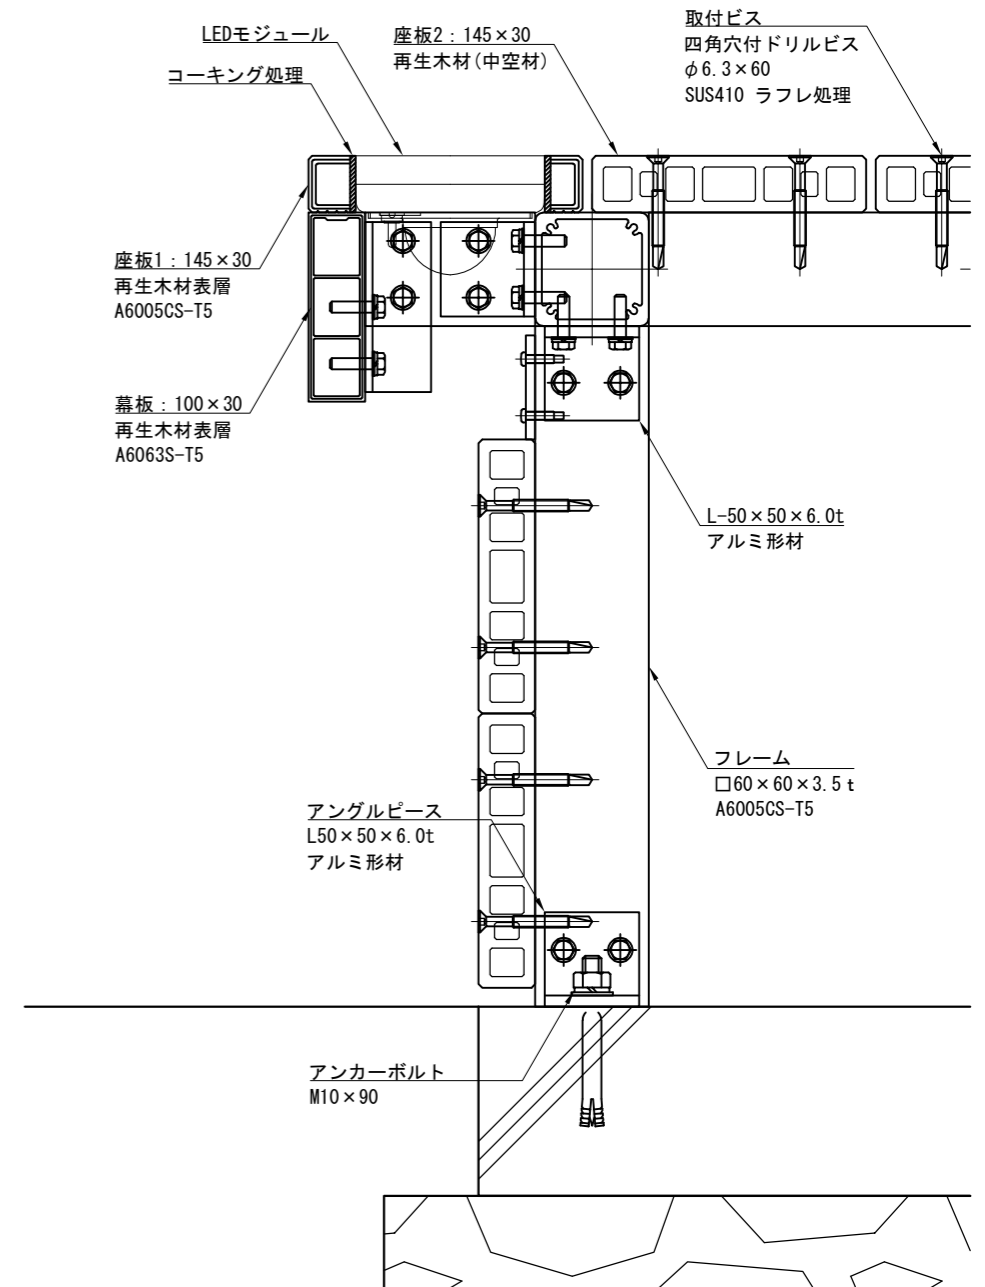 LEDモジュール
コーキング処理
座板2：145×30
再生木材(中空材)
取付ビス
四角穴付ドリルビス
φ6.3×60
SUS410 ラフレ処理
座板1：145×30
再生木材表層
A6005CS-T5
幕板：100×30
再生木材表層
A6063S-T5
L-50×50×6.0t
アルミ形材
フレーム
□60×60×3.5t
A6005CS-T5
アングルピース
L50×50×6.0t
アルミ形材
アンカーボルト
M10×90